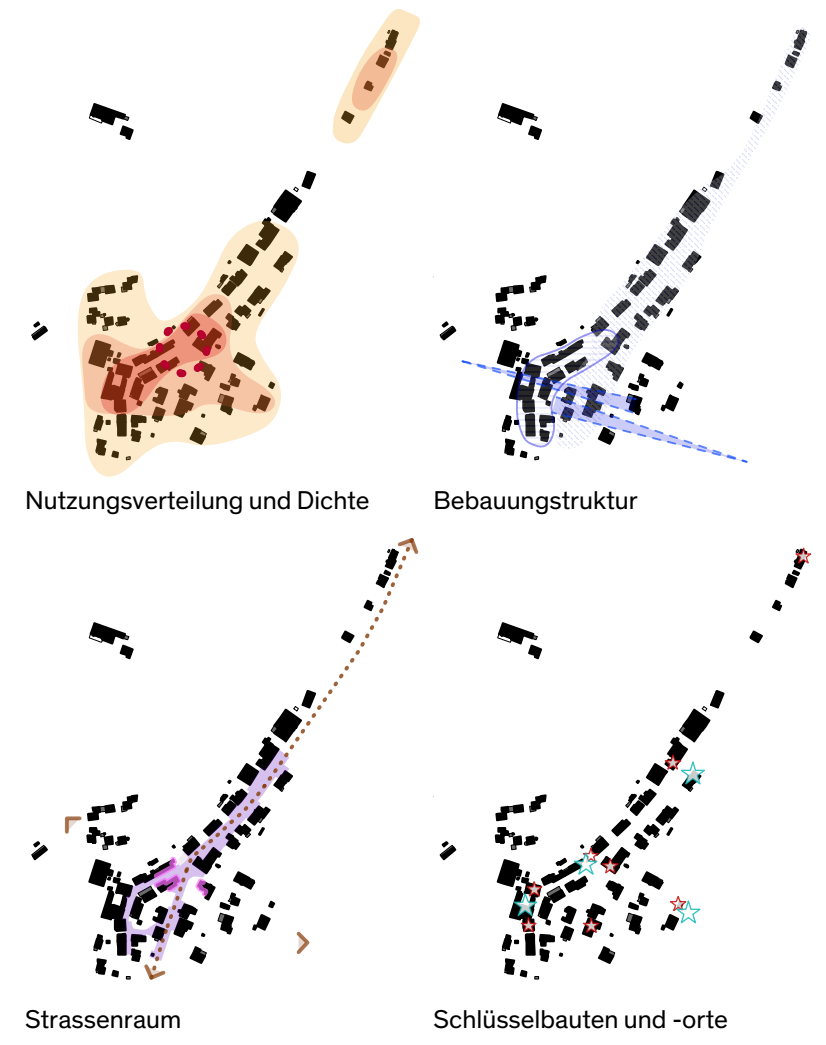 Nutzungsverteilung und Dichte
Bebauungstruktur
Strassenraum
Schlüsselbauten und -orte